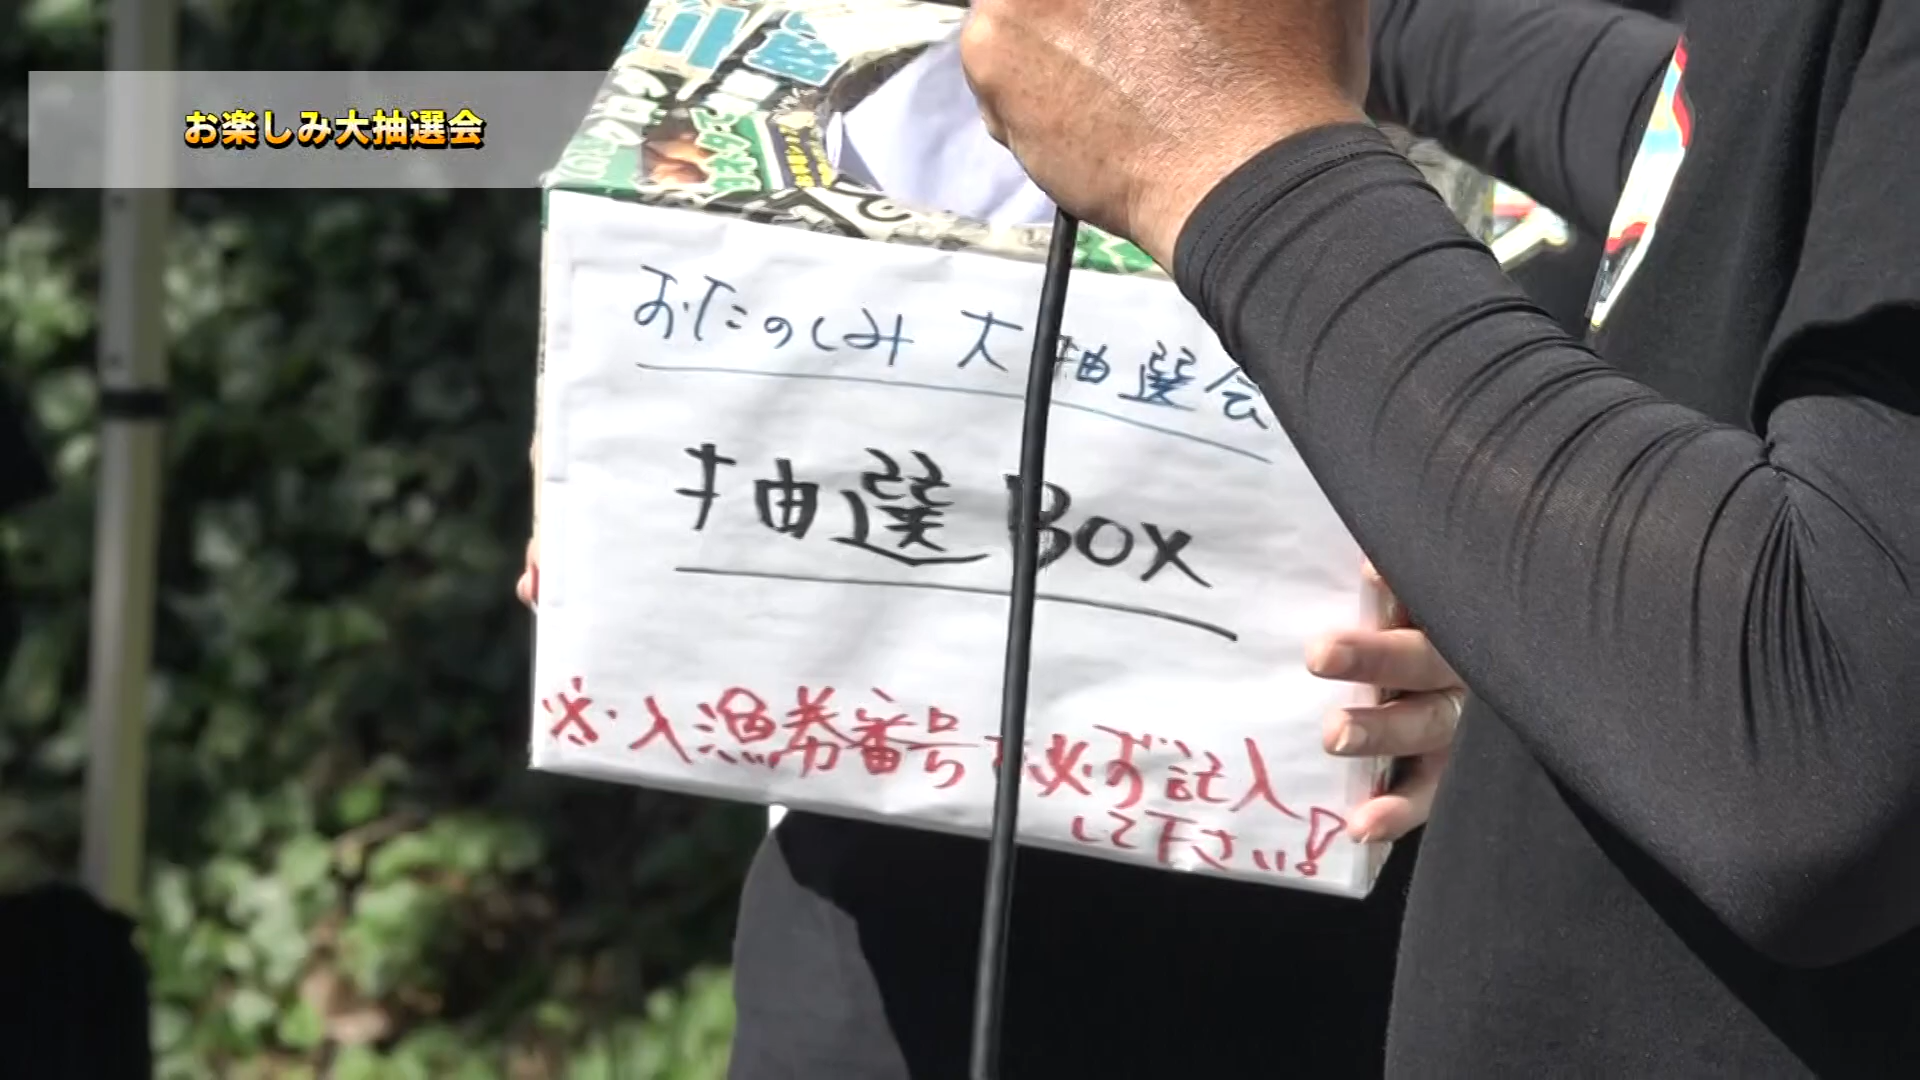 お楽しみ大抽選会
おたのしみ 大抽選会
抽選Box
※入漁券番号を必ず記入
して下さい!